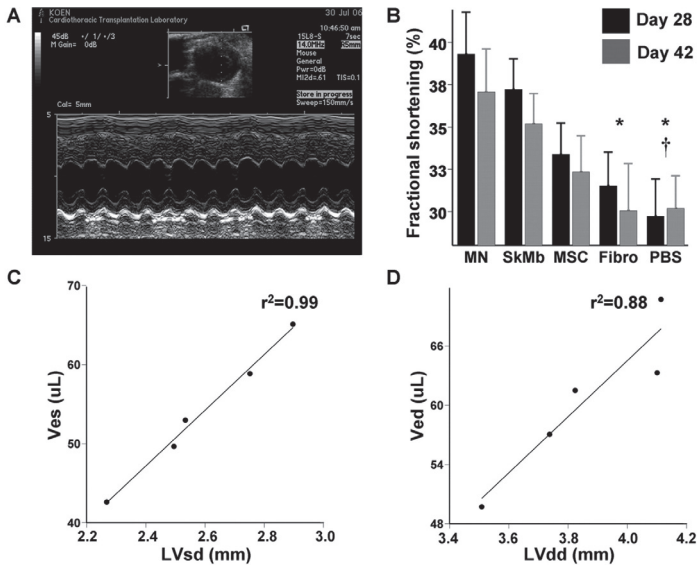 A
KOEN
Cardiothoracic Transplantation Laboratory
30 Jul 06
10:46:50 am
45dB
M Gain= 0dB
15L8-S 7sec
14.0MHz 25mm
Mouse
General
Pwr=0dB
MI2d=.61 TIS=0.1
Store in progress
Sweep=150mm/s
Cal= 5mm
5
15
B
Fractional shortening (%)
40
38
35
33
30
Day 28
Day 42
*
*
†
MN SkMb MSC Fibro PBS
C
r²=0.99
Ves (uL)
70
60
50
40
2.2 2.4 2.6 2.8 3.0
LVsd (mm)
D
r²=0.88
Ved (uL)
66
60
54
48
3.4 3.6 3.8 4.0 4.2
LVdd (mm)